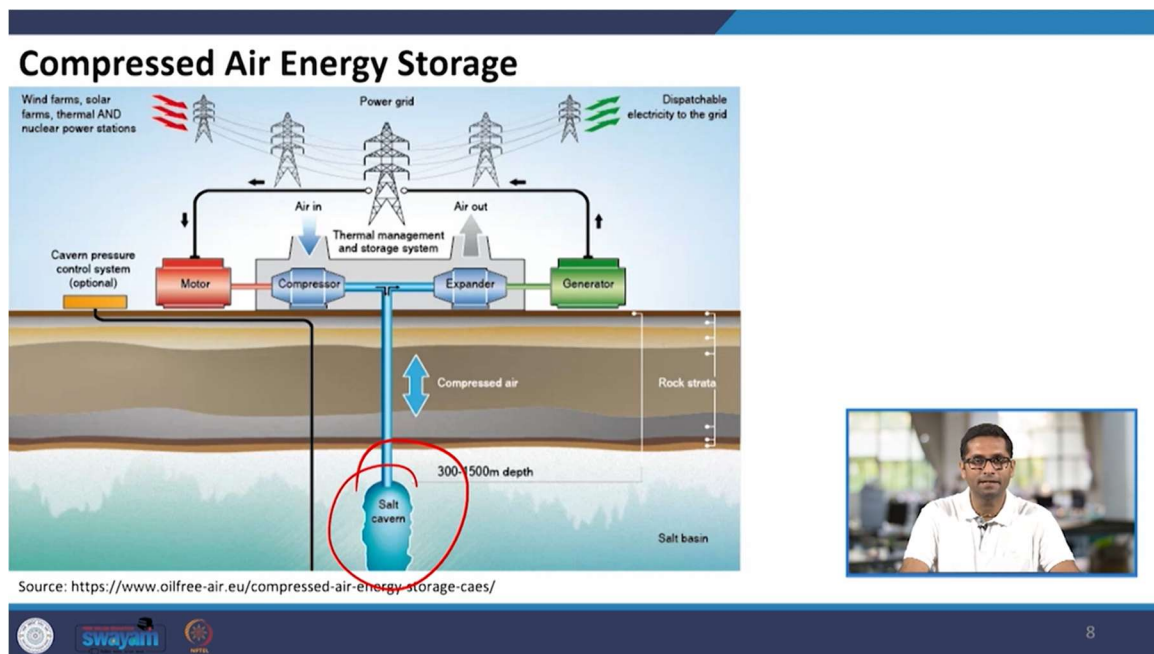 Compressed Air Energy Storage
Wind farms, solar
farms, thermal AND
nuclear power stations
Power grid
Dispatchable
electricity to the grid
Air in
Air out
Thermal management
and storage system
Cavern pressure
control system
(optional)
Motor
Compressor
Expander
Generator
Compressed air
Rock strata
300-1500m depth
Salt
cavern
Salt basin
Source: https://www.oilfree-air.eu/compressed-air-energy-storage-caes/
swayam
8